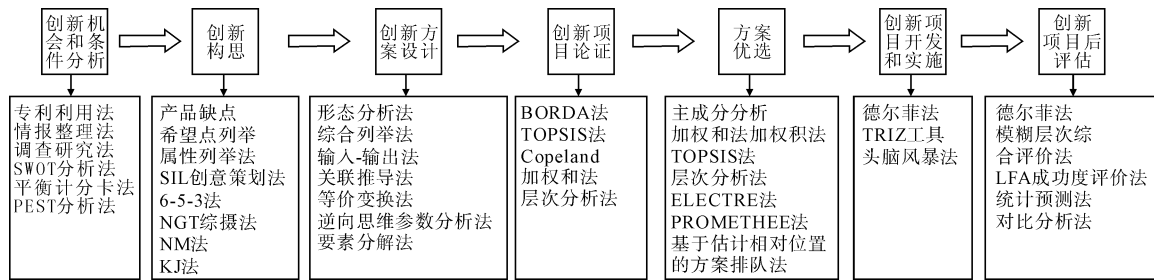 创新机
会和条
件分析
创新
构思
创新方
案设计
创新项
目论证
方案
优选
创新项
目开发
和实施
创新
项目后
评估
专利利用法
情报整理法
调查研究法
SWOT分析法
平衡计分卡法
PEST分析法
产品缺点
希望点列举
属性列举法
SIL创意策划法
6-5-3法
NGT综摄法
NM法
KJ法
形态分析法
综合列举法
输入-输出法
关联推导法
等价变换法
逆向思维参数分析法
要素分解法
BORDA法
TOPSIS法
Copeland
加权和法
层次分析法
主成分分析
加权和法加权积法
TOPSIS法
层次分析法
ELECTRE法
PROMETHEE法
基于估计相对位置
的方案排队法
德尔菲法
TRIZ工具
头脑风暴法
德尔菲法
模糊层次综
合评价法
LFA成功度评价法
统计预测法
对比分析法